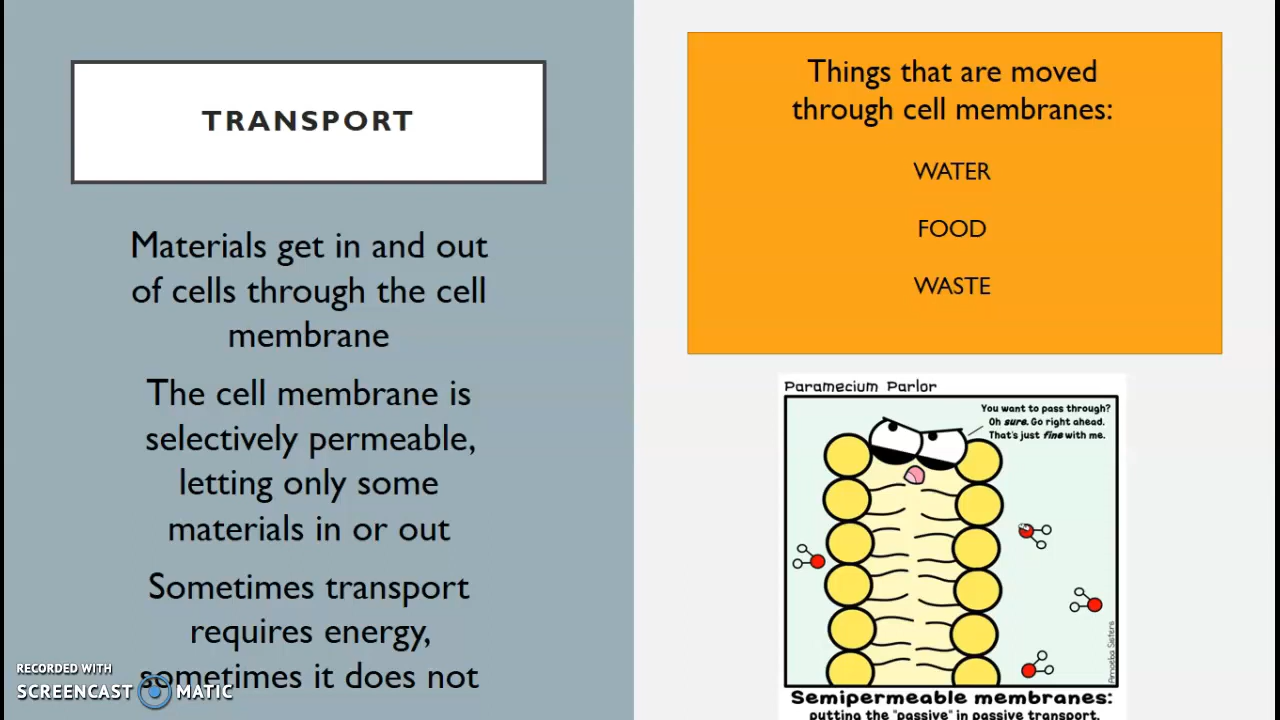 TRANSPORT
Materials get in and out
of cells through the cell
membrane
The cell membrane is
selectively permeable,
letting only some
materials in or out
Sometimes transport
requires energy,
sometimes it does not
RECORDED WITH
SCREENCAST MATIC
Things that are moved
through cell membranes:
WATER
FOOD
WASTE
Paramecium Parlor
You want to pass through?
Oh sure. Go right ahead.
That's just fine with me.
Amoeba Sisters
Semipermeable membranes:
putting the "passive" in passive transport.